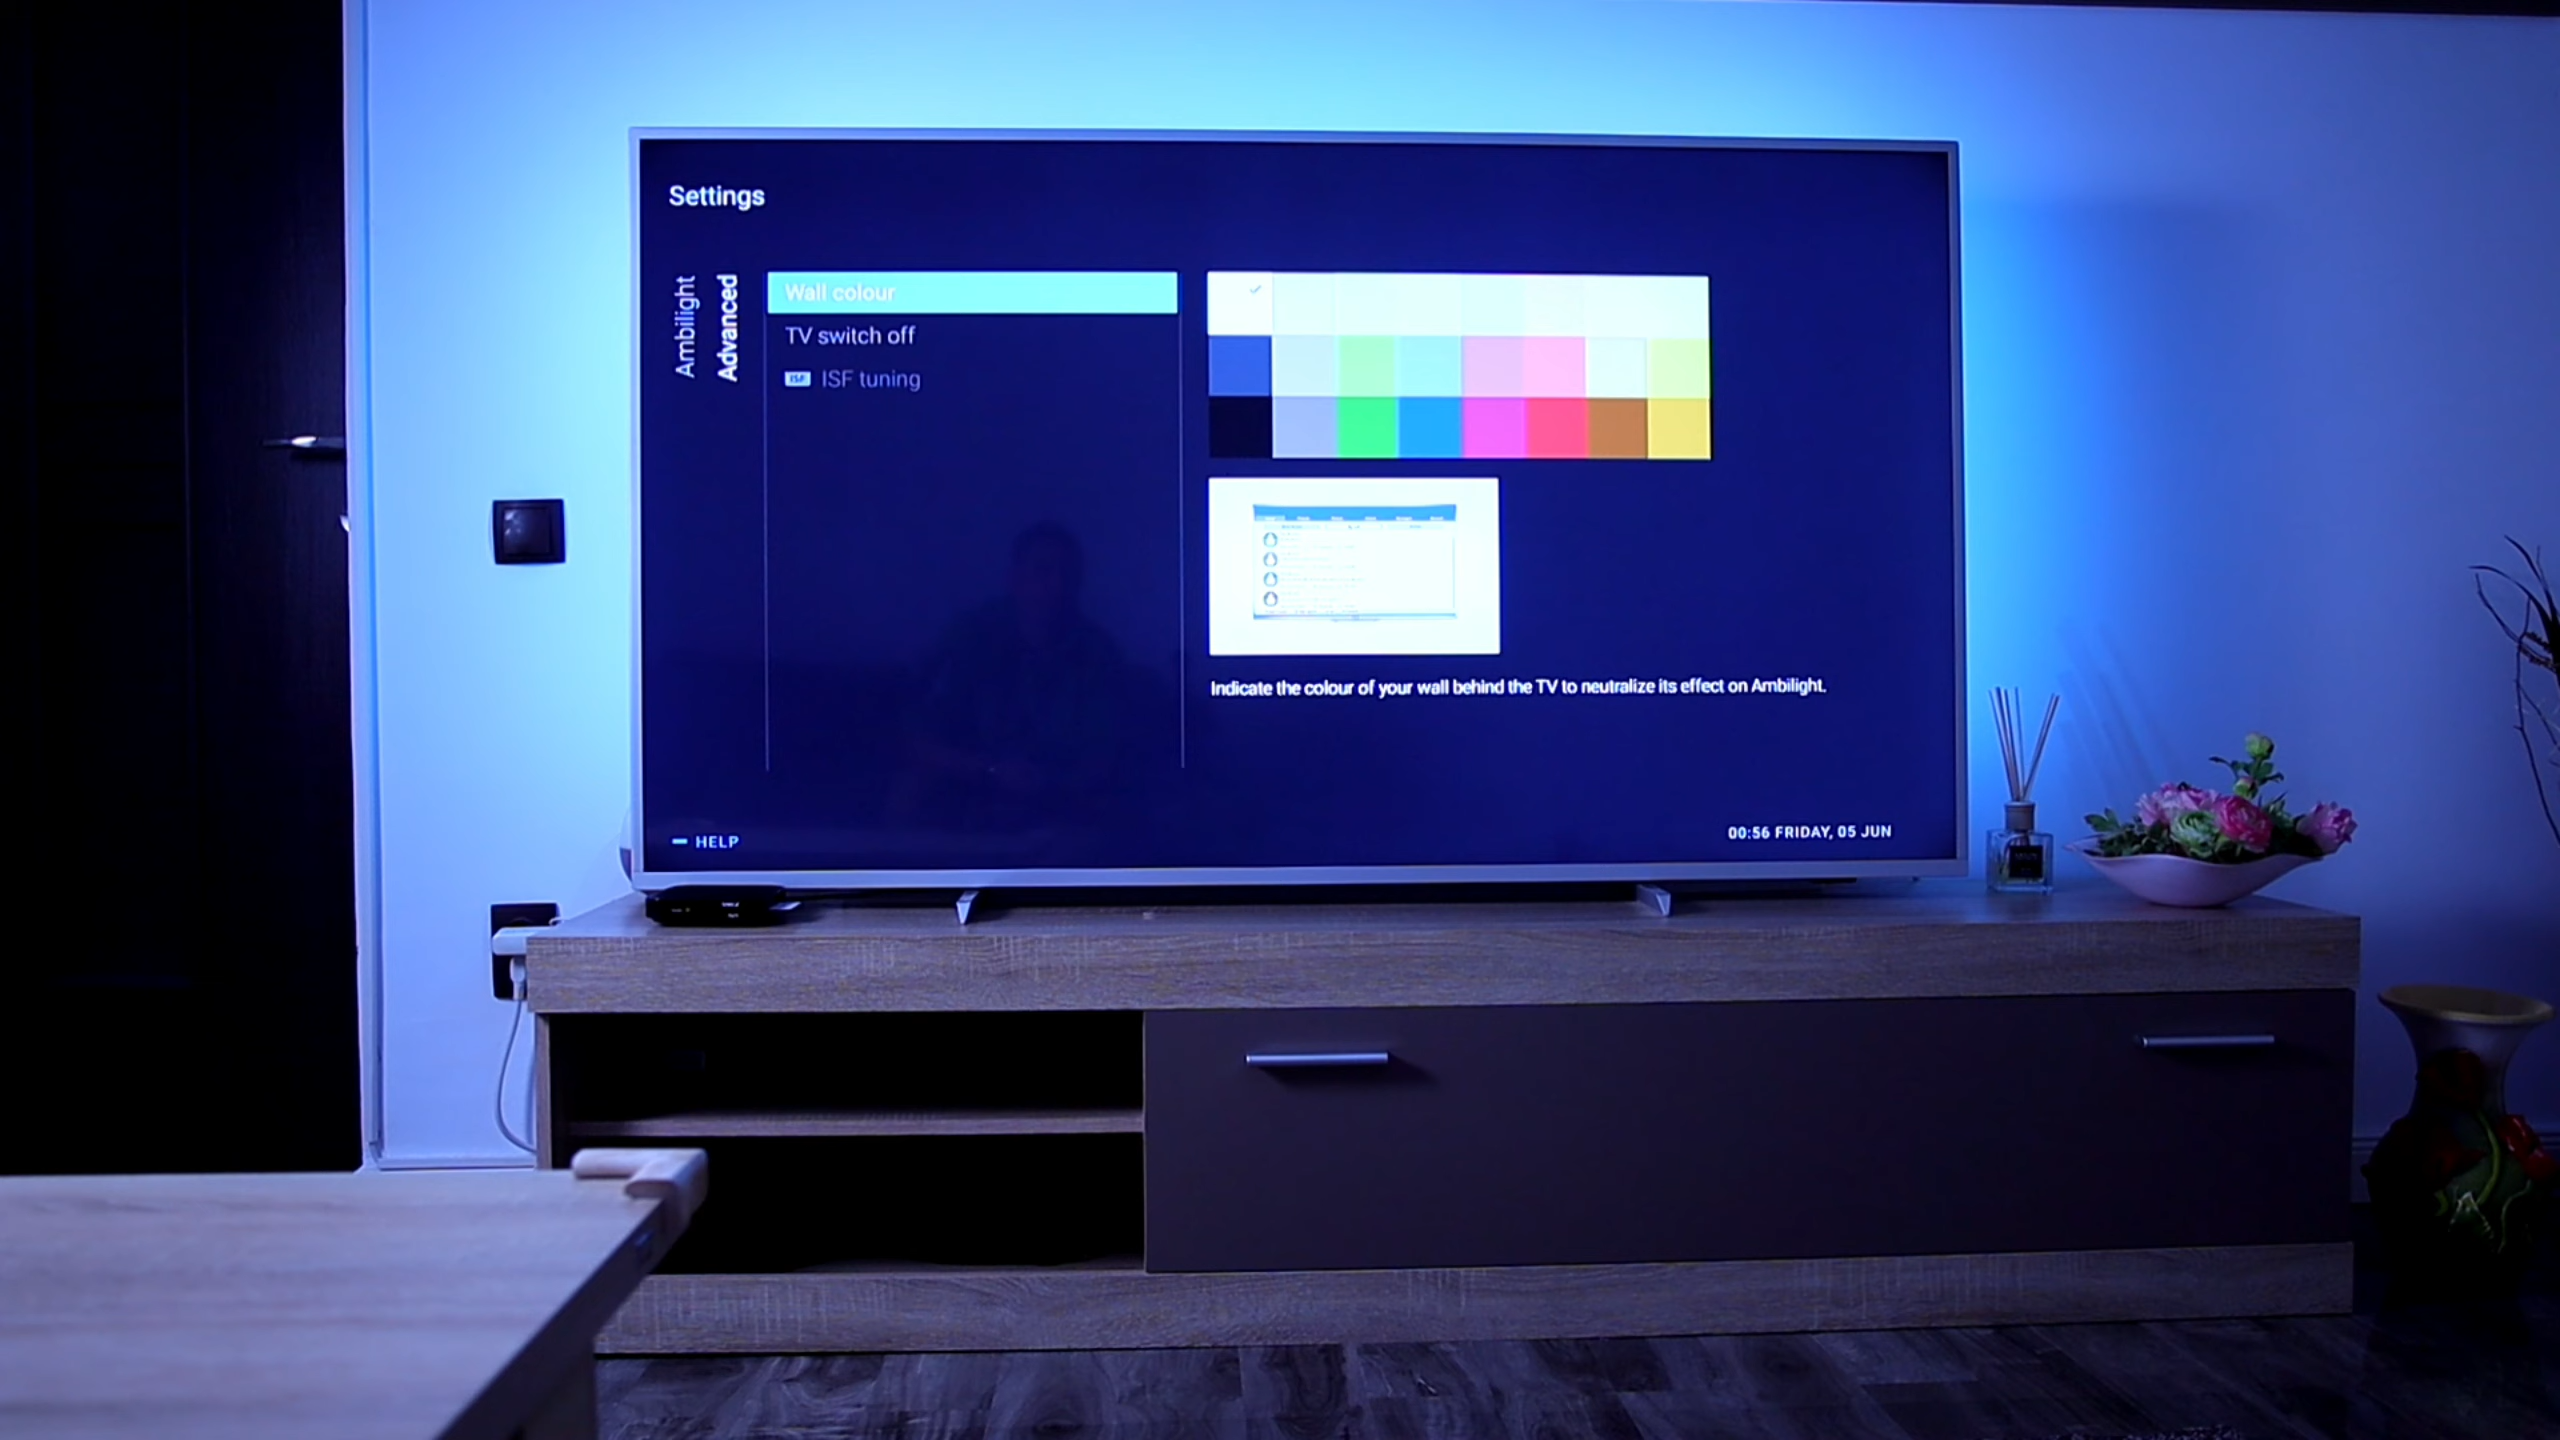 Settings
Ambilight
Advanced
Wall colour
TV switch off
ISF ISF tuning
Indicate the colour of your wall behind the TV to neutralize its effect on Ambilight.
HELP
00:56 FRIDAY, 05 JUN